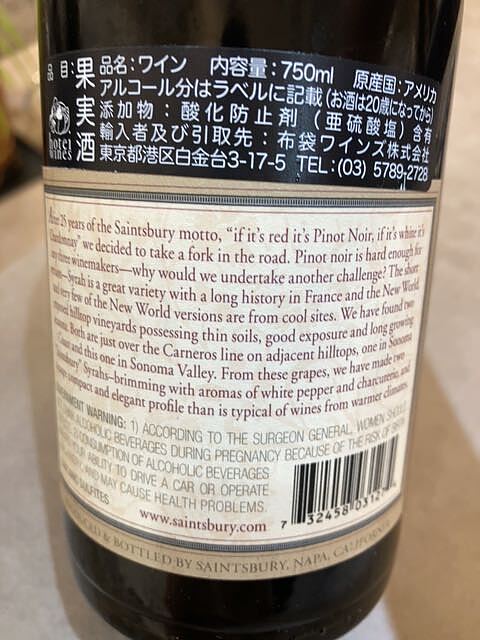 品目:果実酒
hotel wines
品名:ワイン 内容量:750ml 原産国:アメリカ
アルコール分はラベルに記載(お酒は20歳になってから)
添加物:酸化防止剤(亜硫酸塩)含有
輸入者及び引取先:布袋ワインズ株式会社
東京都港区白金台3-17-5 TEL:(03) 5789-2728
After 25 years of the Saintsbury motto, “if it’s red it’s Pinot Noir, if it’s white it’s
Chardonnay” we decided to take a fork in the road. Pinot noir is hard enough for
any three winemakers—why would we undertake another challenge? The short
Syrah is a great variety with a long history in France and the New World,
and very few of the New World versions are from cool sites. We have found two
hilltop vineyards possessing thin soils, good exposure and long growing
Both are just over the Carneros line on adjacent hilltops, one in Sonoma
Coast and this one in Sonoma Valley. From these grapes, we have made two
“Saintsbury” Syrahs—brimming with aromas of white pepper and charcuterie, and
compact and elegant profile than is typical of wines from warmer climates.
WARNING: 1) ACCORDING TO THE SURGEON GENERAL, WOMEN SHOULD
ALCOHOLIC BEVERAGES DURING PREGNANCY BECAUSE OF THE RISK OF BIRTH
CONSUMPTION OF ALCOHOLIC BEVERAGES
YOUR ABILITY TO DRIVE A CAR OR OPERATE
AND MAY CAUSE HEALTH PROBLEMS.
SULFITES
www.saintsbury.com
7 32458 03127
& BOTTLED BY SAINTSBURY, NAPA, CALIFORNIA